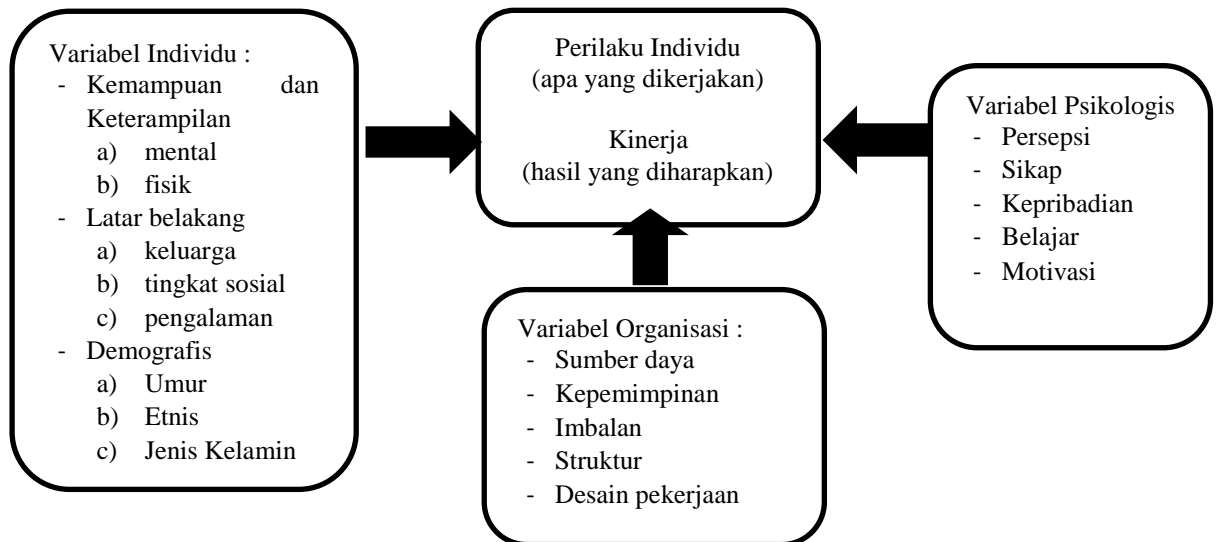 Variabel Individu :
- Kemampuan dan
Keterampilan
a) mental
b) fisik
- Latar belakang
a) keluarga
b) tingkat sosial
c) pengalaman
- Demografis
a) Umur
b) Etnis
c) Jenis Kelamin
Perilaku Individu
(apa yang dikerjakan)
Kinerja
(hasil yang diharapkan)
Variabel Organisasi :
- Sumber daya
- Kepemimpinan
- Imbalan
- Struktur
- Desain pekerjaan
Variabel Psikologis
- Persepsi
- Sikap
- Kepribadian
- Belajar
- Motivasi